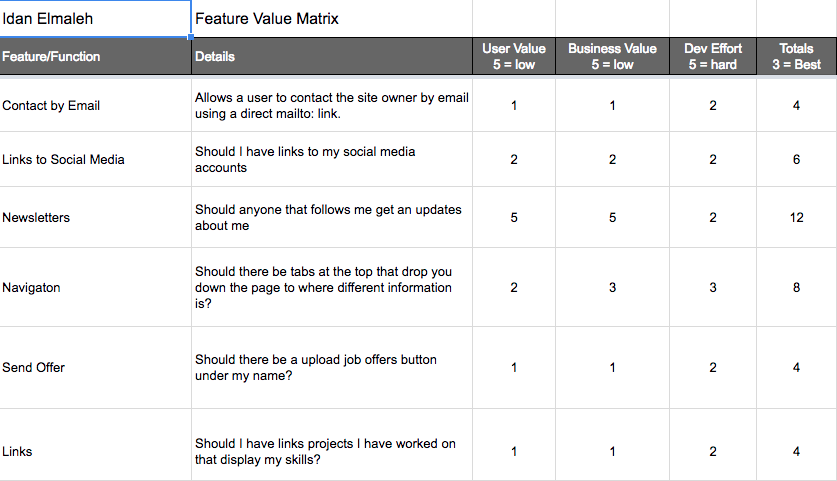 Idan Elmaleh Feature Value Matrix
Feature/Function Details User Value Business Value Dev Effort Totals
5 = low 5 = low 5 = hard 3 = Best
Contact by Email Allows a user to contact the site owner by email 1 1 2 4
using a direct mailto: link.
Links to Social Media Should I have links to my social media 2 2 2 6
accounts
Newsletters Should anyone that follows me get an updates 5 5 2 12
about me
Navigaton Should there be tabs at the top that drop you 2 3 3 8
down the page to where different information
is?
Send Offer Should there be a upload job offers button 1 1 2 4
under my name?
Links Should I have links projects I have worked on 1 1 2 4
that display my skills?